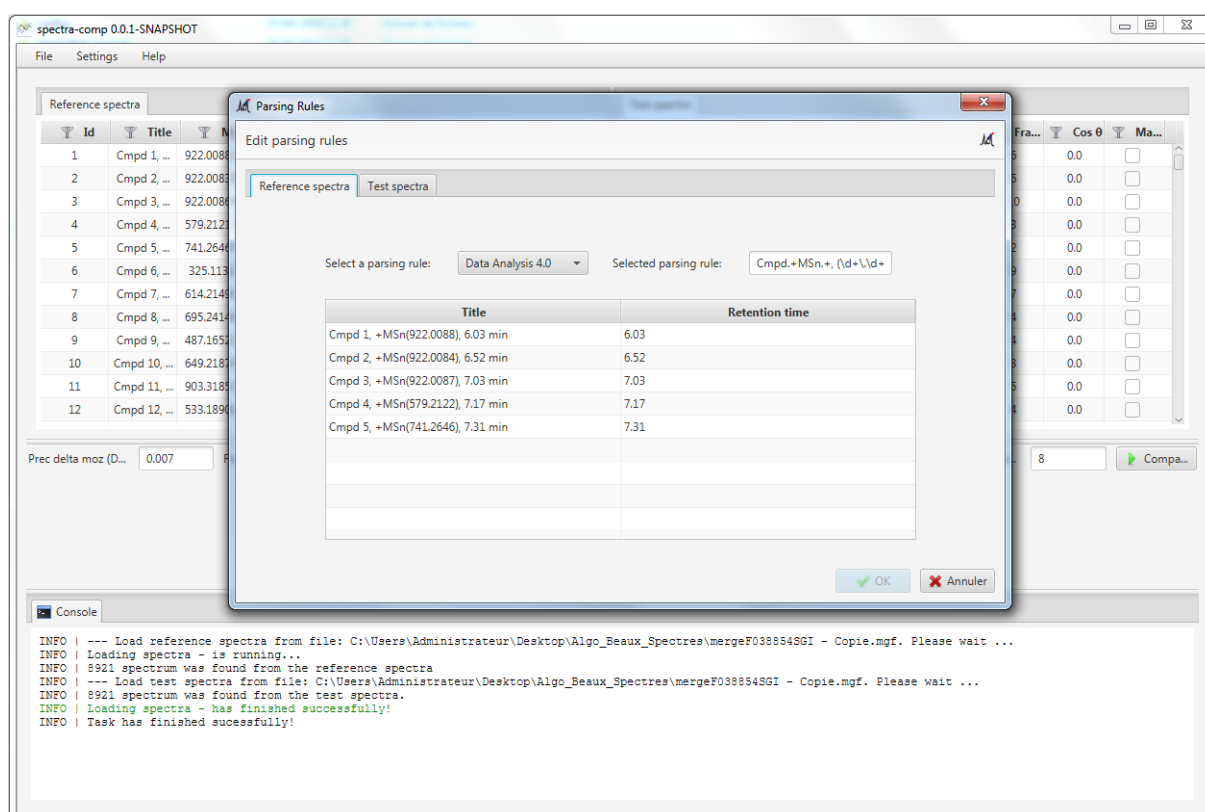 spectra-comp 0.0.1-SNAPSHOT
File Settings Help
Reference spectra
Parsing Rules
Test spectra
Id Title M Fra... Cos θ Ma...
Edit parsing rules
1 Cmpd 1, ... 922.0088 0.0
2 Cmpd 2, ... 922.0083 0.0
3 Cmpd 3, ... 922.0086 0.0
4 Cmpd 4, ... 579.2121 0.0
5 Cmpd 5, ... 741.2646 0.0
6 Cmpd 6, ... 325.113 0.0
7 Cmpd 7, ... 614.2149 0.0
8 Cmpd 8, ... 695.2414 0.0
9 Cmpd 9, ... 487.1652 0.0
10 Cmpd 10, ... 649.2187 0.0
11 Cmpd 11, ... 903.3185 0.0
12 Cmpd 12, ... 533.1890 0.0
Reference spectra Test spectra
Select a parsing rule: Data Analysis 4.0 Selected parsing rule: Cmpd.+MSn.+, (\d+\.\d+
Title Retention time
Cmpd 1, +MSn(922.0088), 6.03 min 6.03
Cmpd 2, +MSn(922.0084), 6.52 min 6.52
Cmpd 3, +MSn(922.0087), 7.03 min 7.03
Cmpd 4, +MSn(579.2122), 7.17 min 7.17
Cmpd 5, +MSn(741.2646), 7.31 min 7.31
Prec delta moz (D... 0.007 8 Compa...
OK Annuler
Console
INFO | --- Load reference spectra from file: C:\Users\Administrateur\Desktop\Algo_Beaux_Spectres\mergeF038854SGI - Copie.mgf. Please wait ...
INFO | Loading spectra - is running...
INFO | 8921 spectrum was found from the reference spectra
INFO | --- Load test spectra from file: C:\Users\Administrateur\Desktop\Algo_Beaux_Spectres\mergeF038854SGI - Copie.mgf. Please wait ...
INFO | 8921 spectrum was found from the test spectra.
INFO | Loading spectra - has finished successfully!
INFO | Task has finished sucessfully!